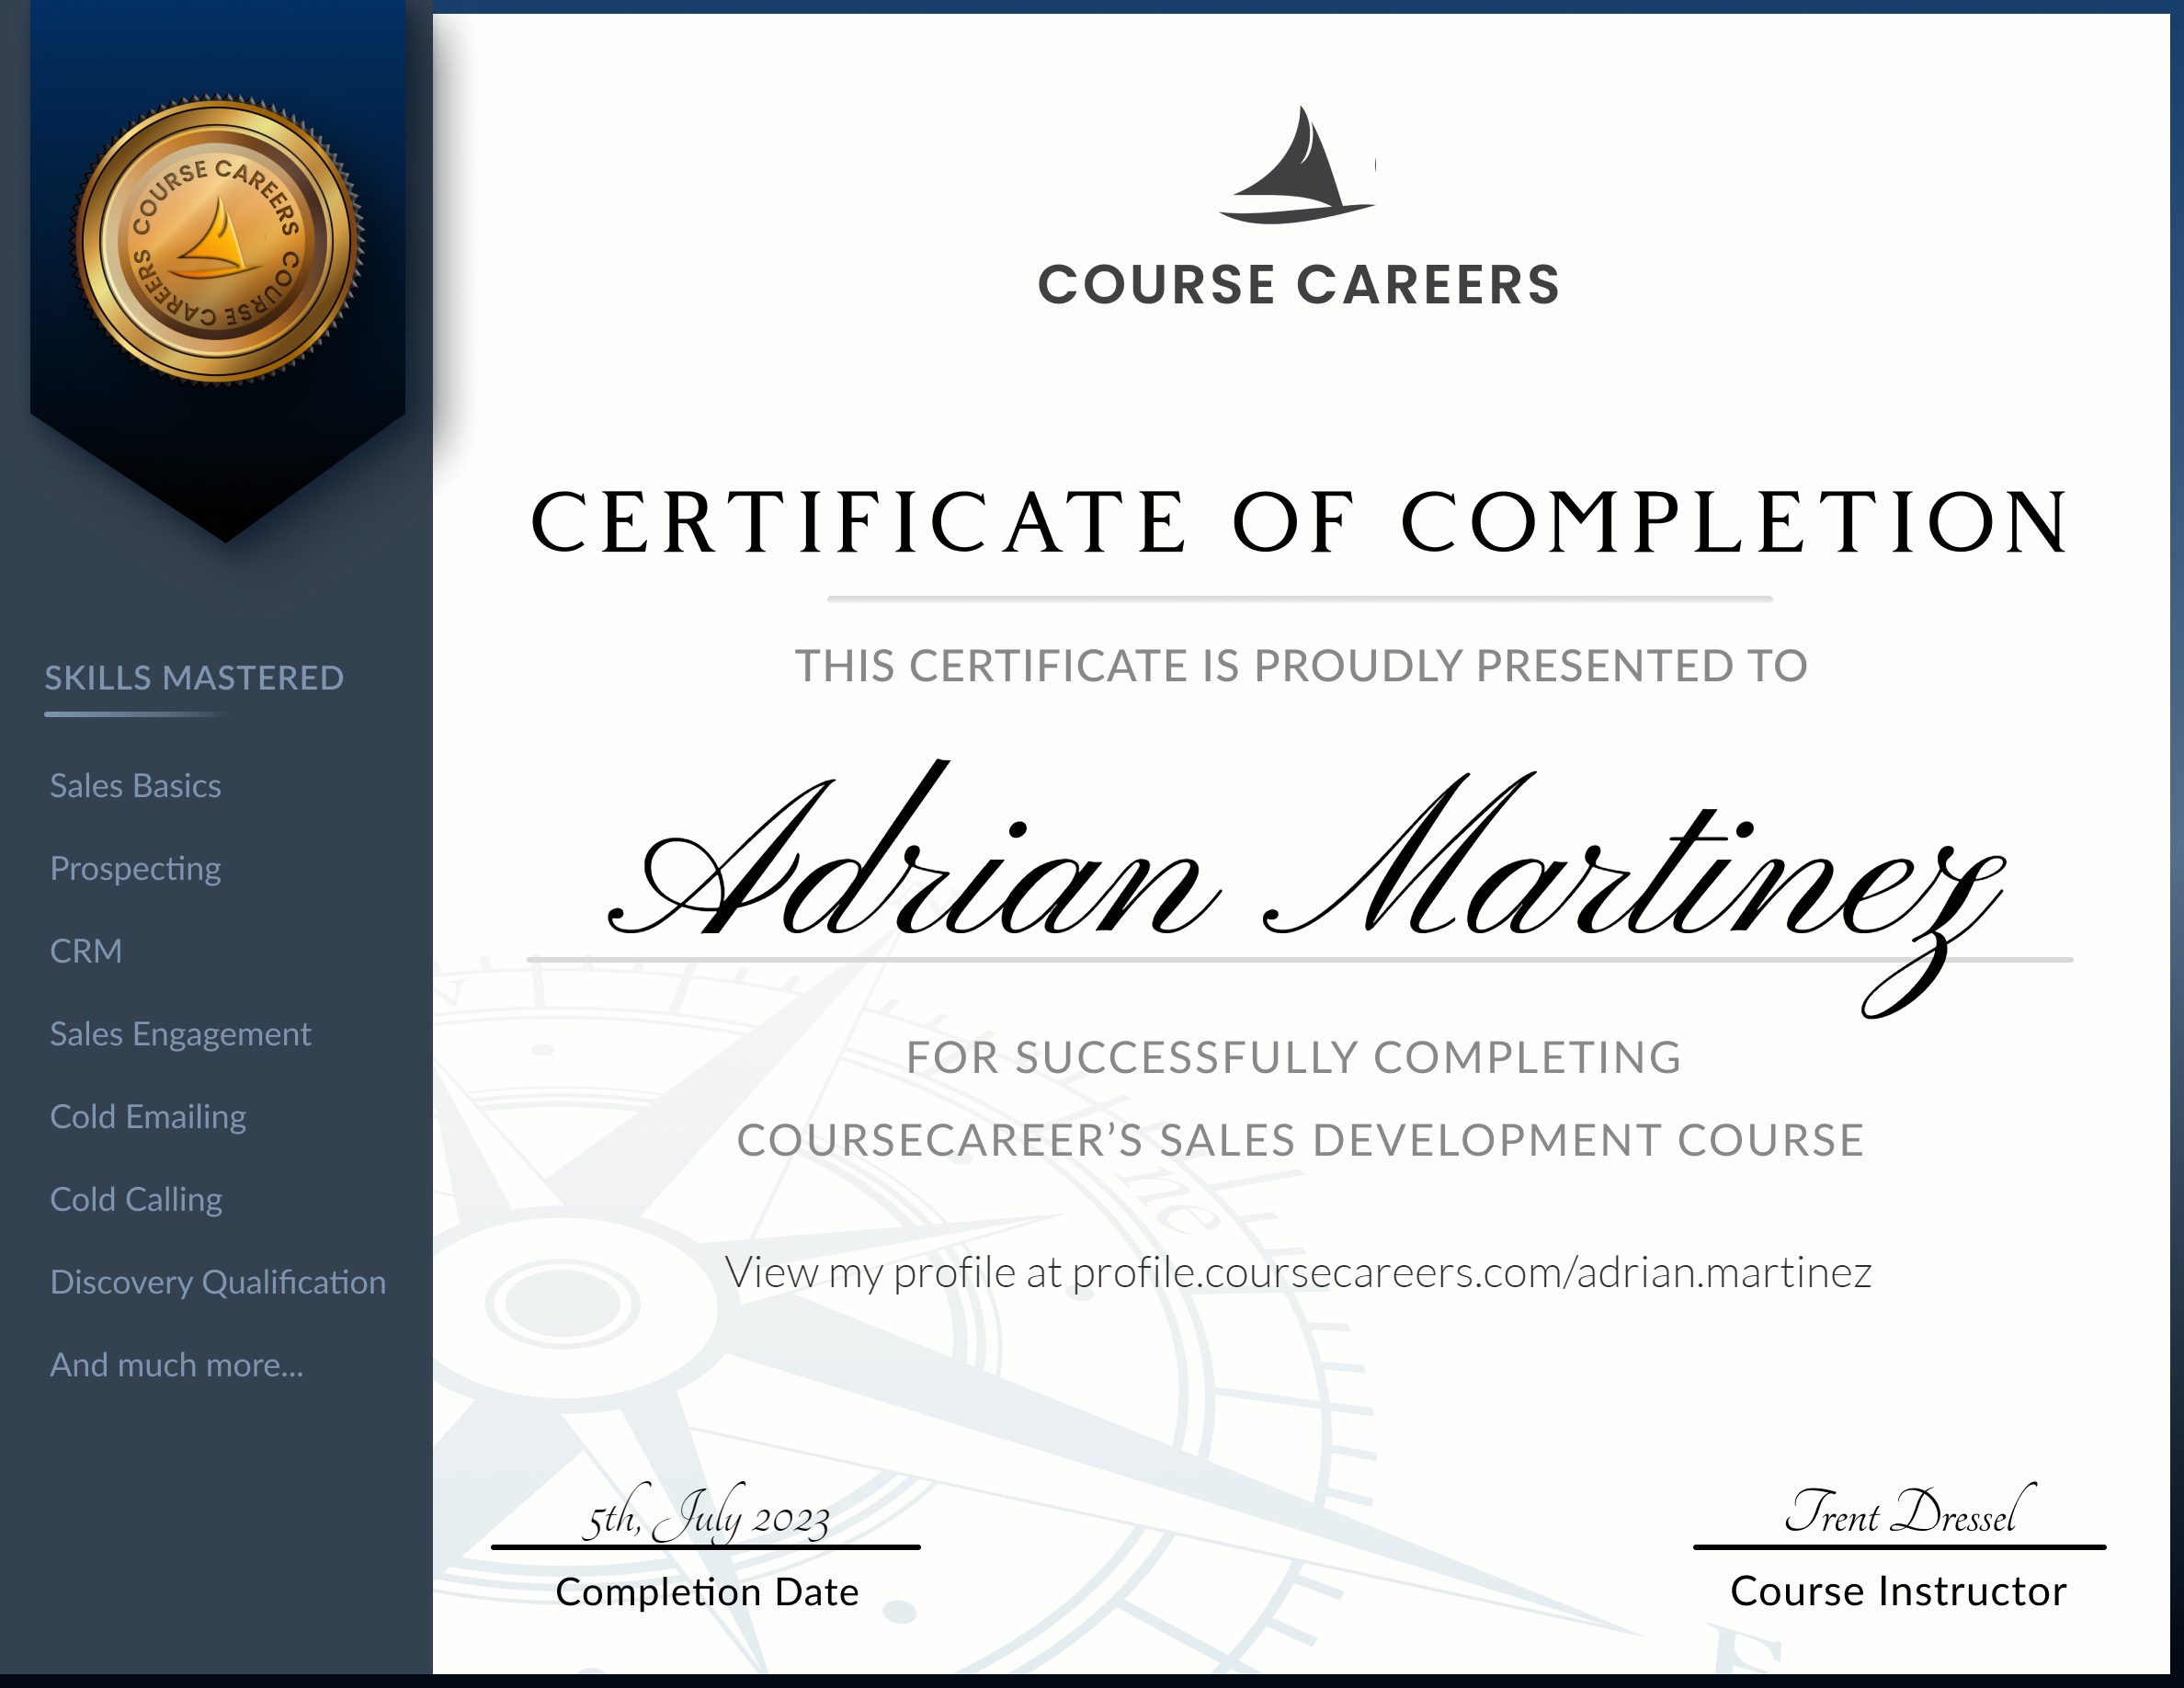 COURSE CAREERS COURSE CAREERS
SKILLS MASTERED
Sales Basics
Prospecting
CRM
Sales Engagement
Cold Emailing
Cold Calling
Discovery Qualification
And much more...
COURSE CAREERS
CERTIFICATE OF COMPLETION
THIS CERTIFICATE IS PROUDLY PRESENTED TO
Adrian Martinez
FOR SUCCESSFULLY COMPLETING
COURSECAREER’S SALES DEVELOPMENT COURSE
View my profile at profile.coursecareers.com/adrian.martinez
5th, July 2023
Completion Date
Trent Dressel
Course Instructor